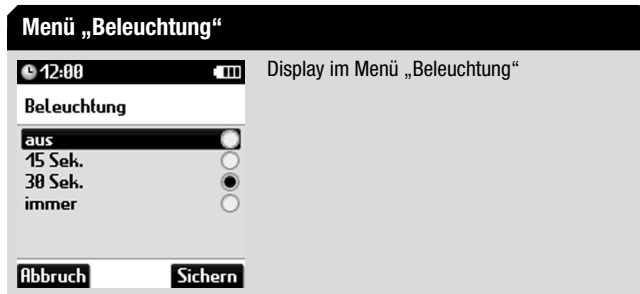 Menü „Beleuchtung“
12:00
Display im Menü „Beleuchtung“
Beleuchtung
aus
15 Sek.
30 Sek.
immer
Abbruch Sichern